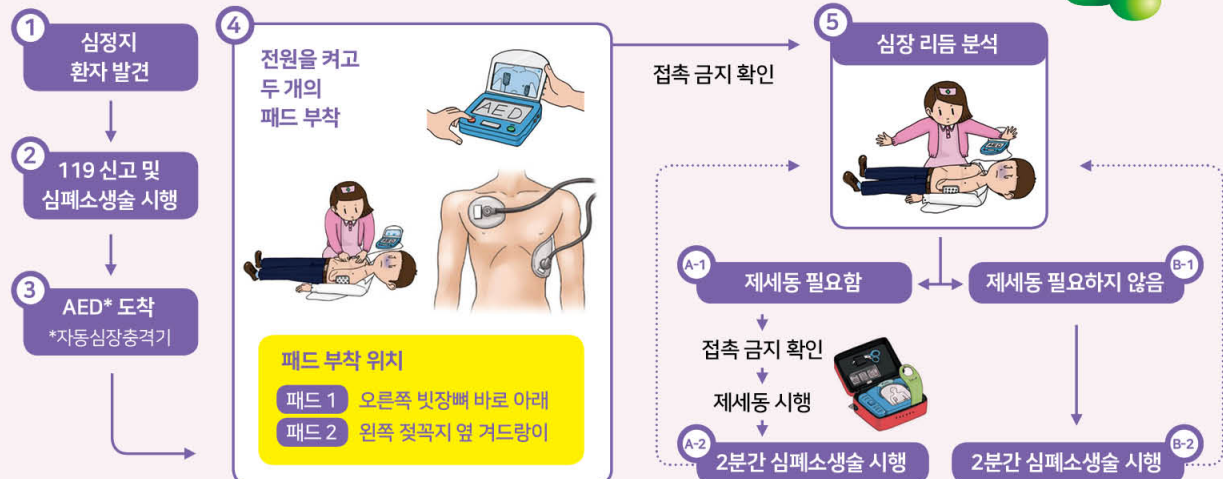 1
심정지
환자 발견
2
119 신고 및
심폐소생술 시행
3
AED* 도착
*자동심장충격기
4
전원을 켜고
두 개의
패드 부착
AED
패드 부착 위치
패드 1 오른쪽 빗장뼈 바로 아래
패드 2 왼쪽 젖꼭지 옆 겨드랑이
접촉 금지 확인
5
심장 리듬 분석
A-1
제세동 필요함
접촉 금지 확인
제세동 시행
A-2
2분간 심폐소생술 시행
B-1
제세동 필요하지 않음
B-2
2분간 심폐소생술 시행